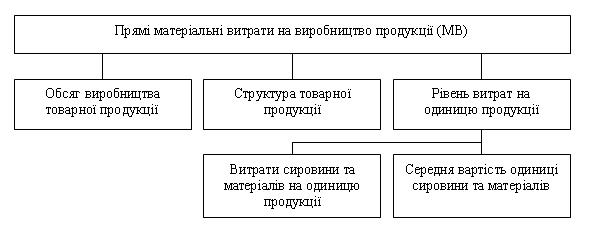 Прямі матеріальні витрати на виробництво продукції (МВ)
Обсяг виробництва
товарної продукції
Структура товарної
продукції
Рівень витрат на
одиницю продукції
Витрати сировини та
матеріалів на одиницю
продукції
Середня вартість одиниці
сировини та матеріалів